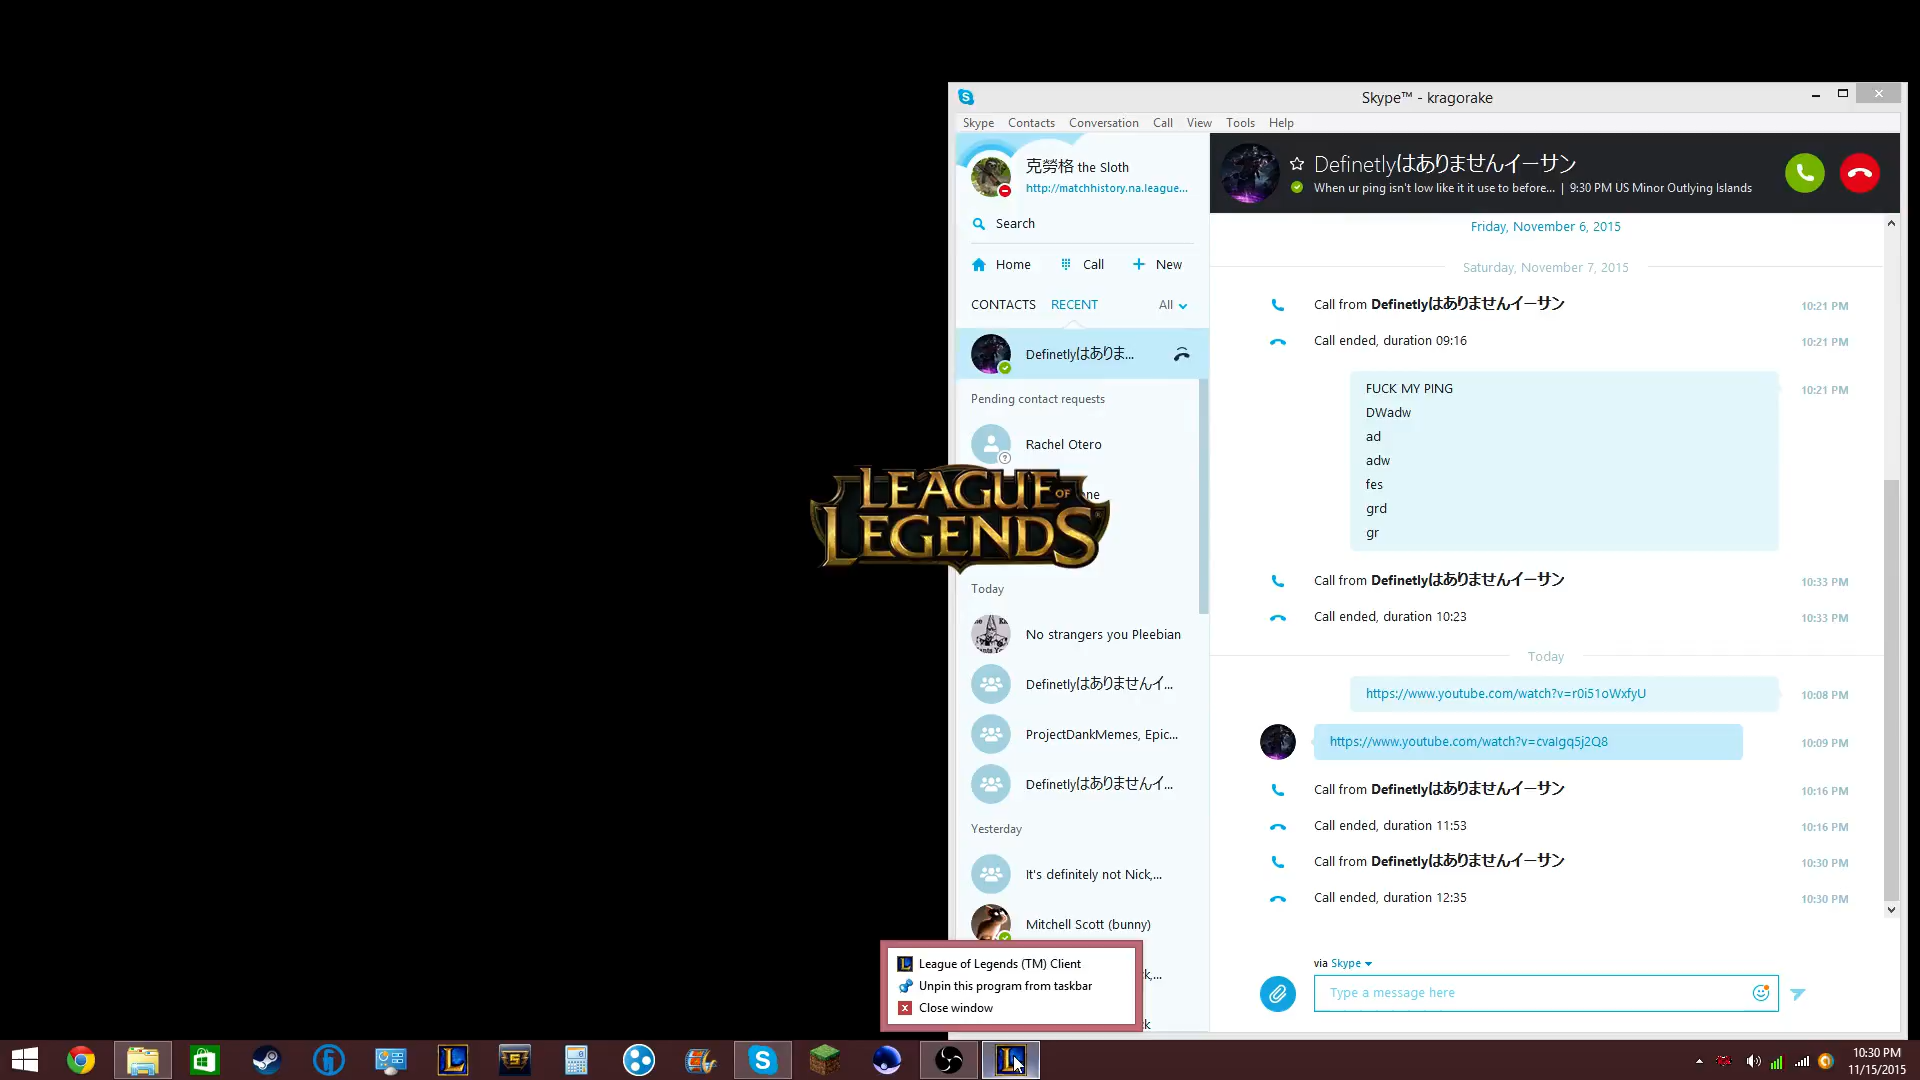 Skype™ - kragorake
Skype Contacts Conversation Call View Tools Help
克勞格 the Sloth
http://matchhistory.na.league...
Search
Home Call New
CONTACTS RECENT All
Definetlyはありま...
Pending contact requests
Rachel Otero
ne
LEAGUE OF LEGENDS
Today
No strangers you Pleebian
Definetlyはありませんイ...
ProjectDankMemes, Epic...
Definetlyはありませんイ...
Yesterday
It's definitely not Nick,...
Mitchell Scott (bunny)
k,...
k
Definetlyはありませんイーサン
When ur ping isn't low like it it use to before... | 9:30 PM US Minor Outlying Islands
Friday, November 6, 2015
Saturday, November 7, 2015
Call from Definetlyはありませんイーサン 10:21 PM
Call ended, duration 09:16 10:21 PM
FUCK MY PING 10:21 PM
DWadw
ad
adw
fes
grd
gr
Call from Definetlyはありませんイーサン 10:33 PM
Call ended, duration 10:23 10:33 PM
Today
https://www.youtube.com/watch?v=r0i51oWxfyU 10:08 PM
https://www.youtube.com/watch?v=cvaIgq5j2Q8 10:09 PM
Call from Definetlyはありませんイーサン 10:16 PM
Call ended, duration 11:53 10:16 PM
Call from Definetlyはありませんイーサン 10:30 PM
Call ended, duration 12:35 10:30 PM
via Skype
Type a message here
League of Legends (TM) Client
Unpin this program from taskbar
Close window
10:30 PM
11/15/2015